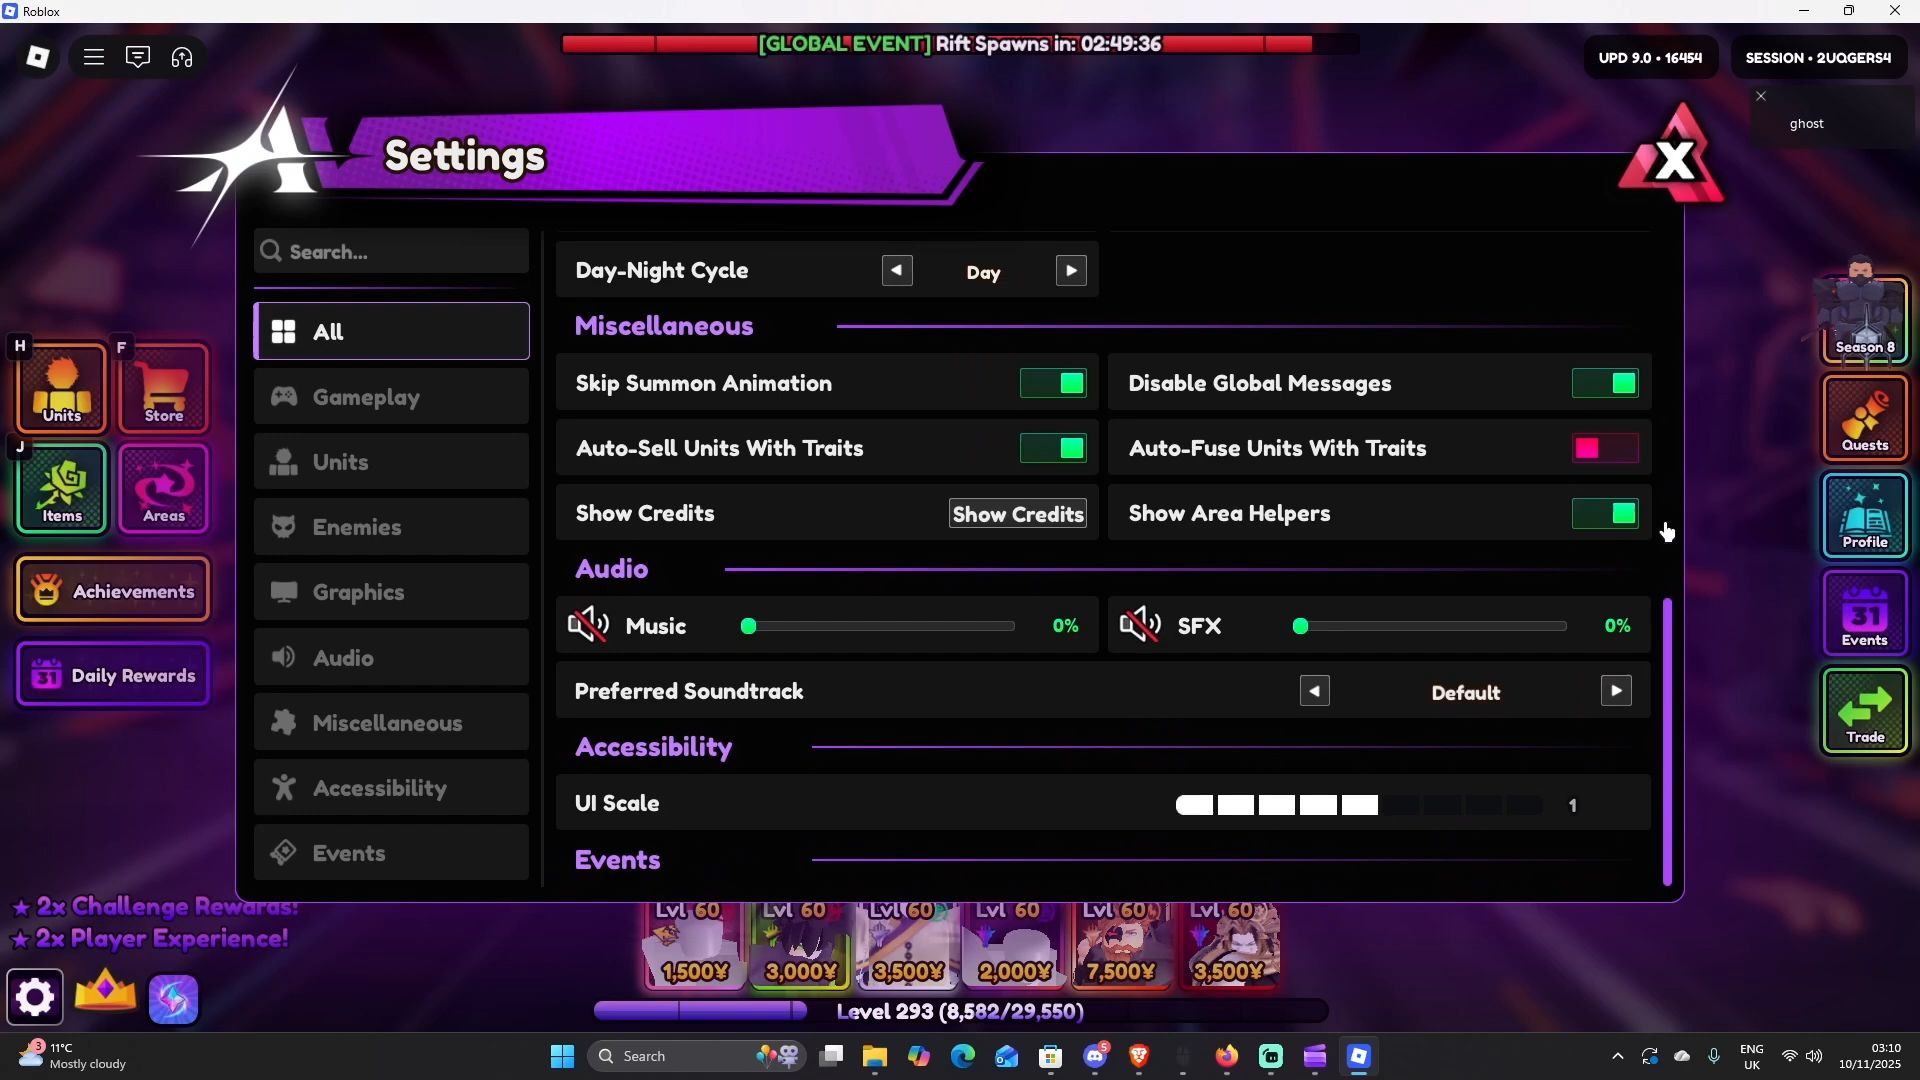 Roblox
[GLOBAL EVENT] Rift Spawns in: 02:49:36
UPD 9.0 • 16454
SESSION • 2UQGERS4
ghost
Settings
X
Search...
All
Gameplay
Units
Enemies
Graphics
Audio
Miscellaneous
Accessibility
Events
Day-Night Cycle
Day
Miscellaneous
Skip Summon Animation
Disable Global Messages
Auto-Sell Units With Traits
Auto-Fuse Units With Traits
Show Credits
Show Credits
Show Area Helpers
Audio
Music
0%
SFX
0%
Preferred Soundtrack
Default
Accessibility
UI Scale
1
Events
H
Units
F
Store
J
Items
Areas
Achievements
31
Daily Rewards
Season 8
Quests
Profile
31
Events
Trade
★ 2x Challenge Rewards!
★ 2x Player Experience!
Lvl 60
Lvl 60
Lvl 60
Lvl 60
Lvl 60
Lvl 60
1,500¥
3,000¥
3,500¥
2,000¥
7,500¥
3,500¥
Level 293 (8,582/29,550)
3
11°C
Mostly cloudy
Search
5
ENG
UK
03:10
10/11/2025